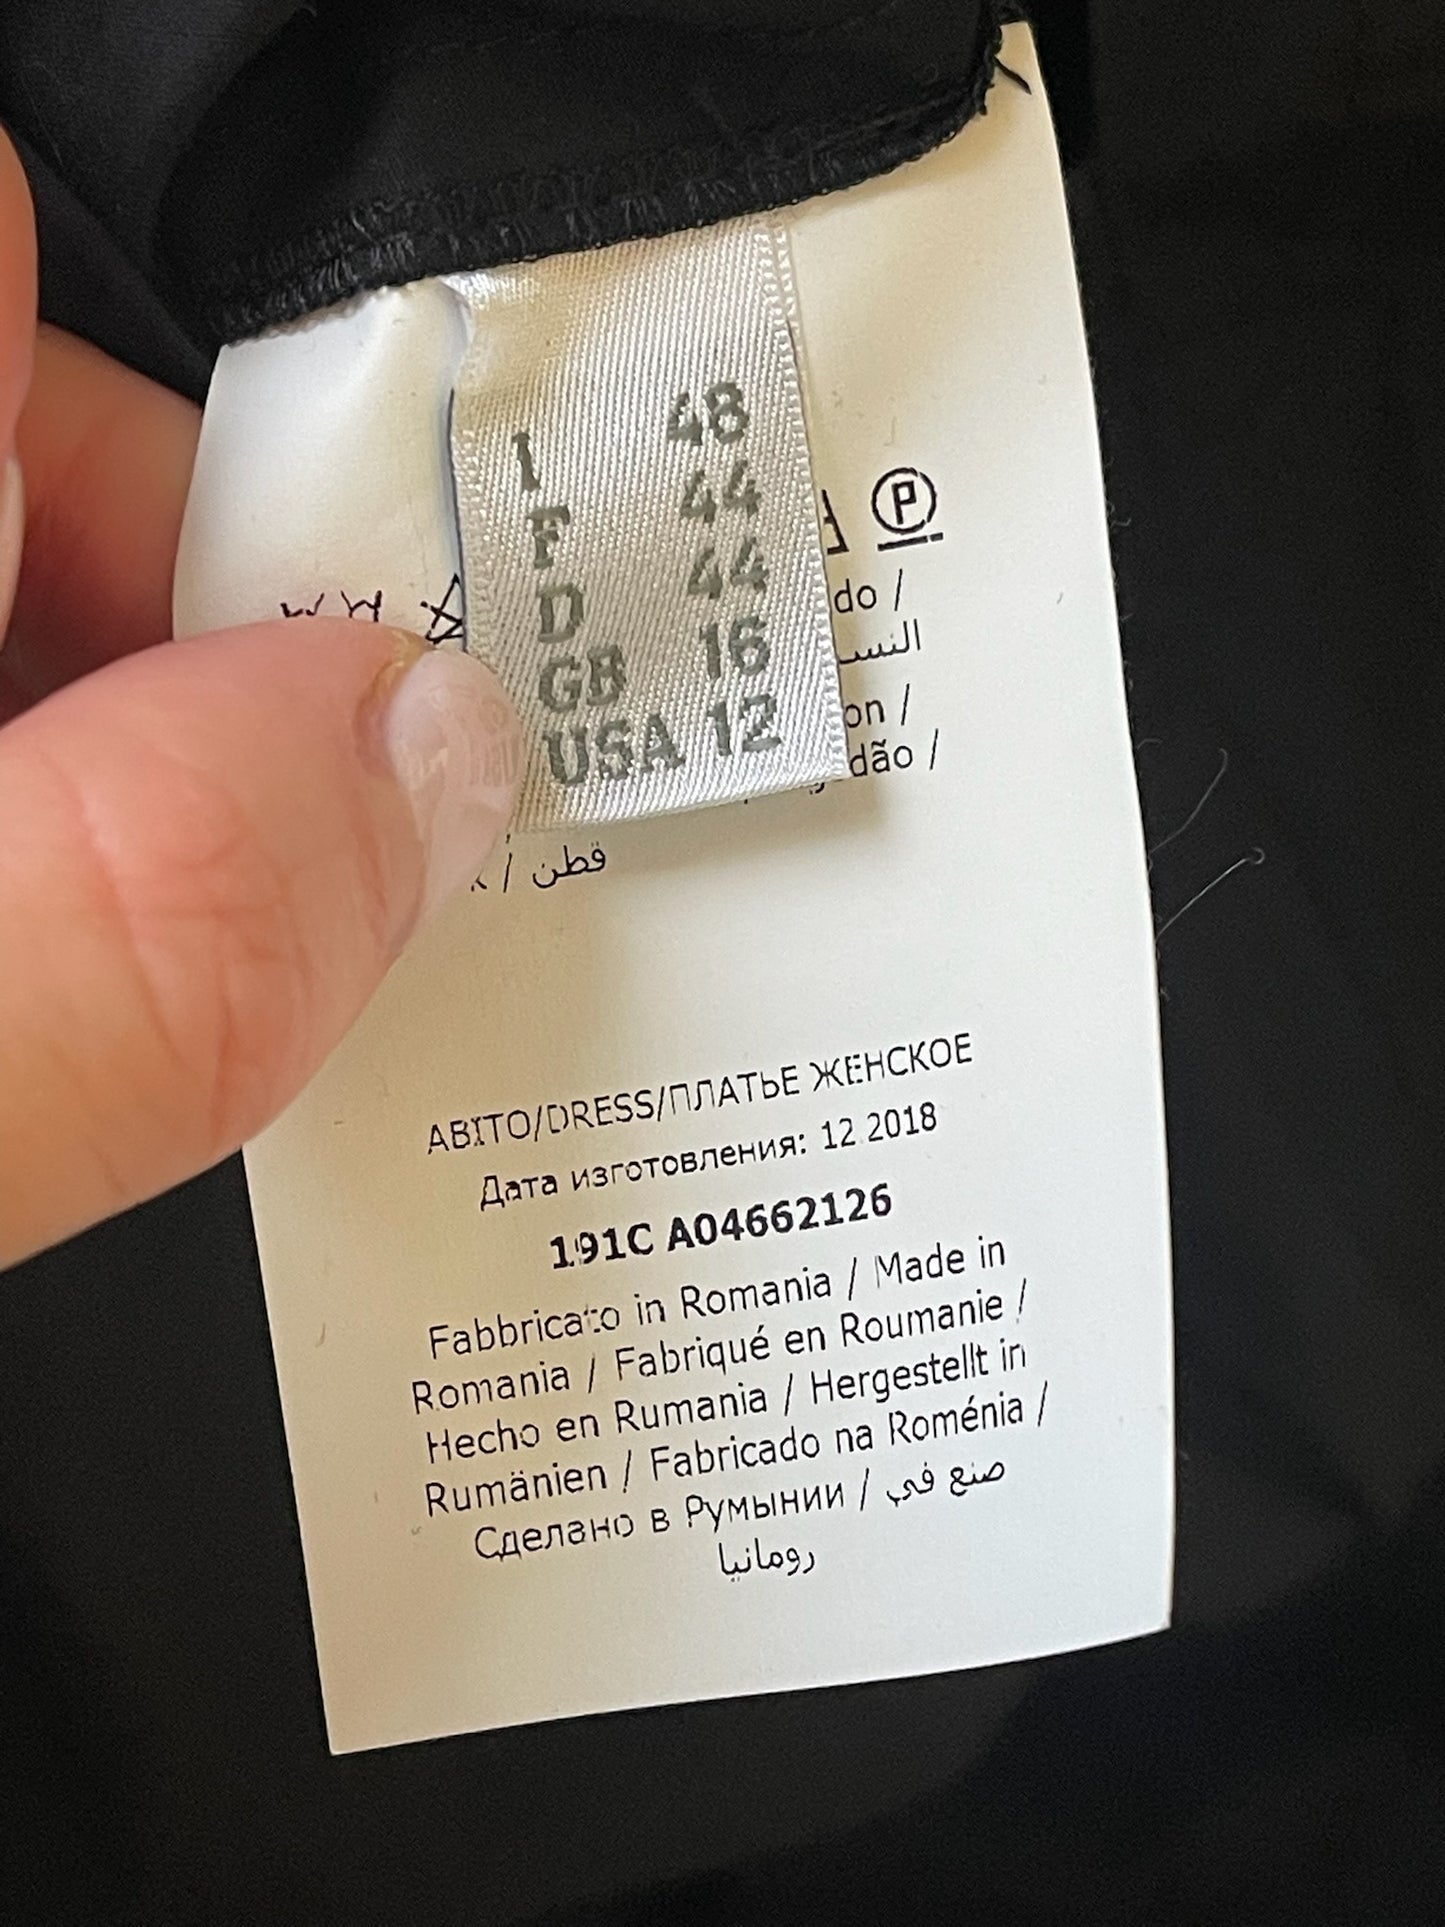 I 48
F 44
D 44
GB 16
USA 12
P
do /
النسـ
on /
dão /
/ قطن
ABITO/DRESS/ПЛАТЬЕ ЖЕНСКОЕ
Дата изготовления: 12.2018
191C A04662126
Fabbricato in Romania / Made in
Romania / Fabriqué en Roumanie /
Hecho en Rumania / Hergestellt in
Rumänien / Fabricado na Roménia /
Сделано в Румынии / صنع في
رومانيا